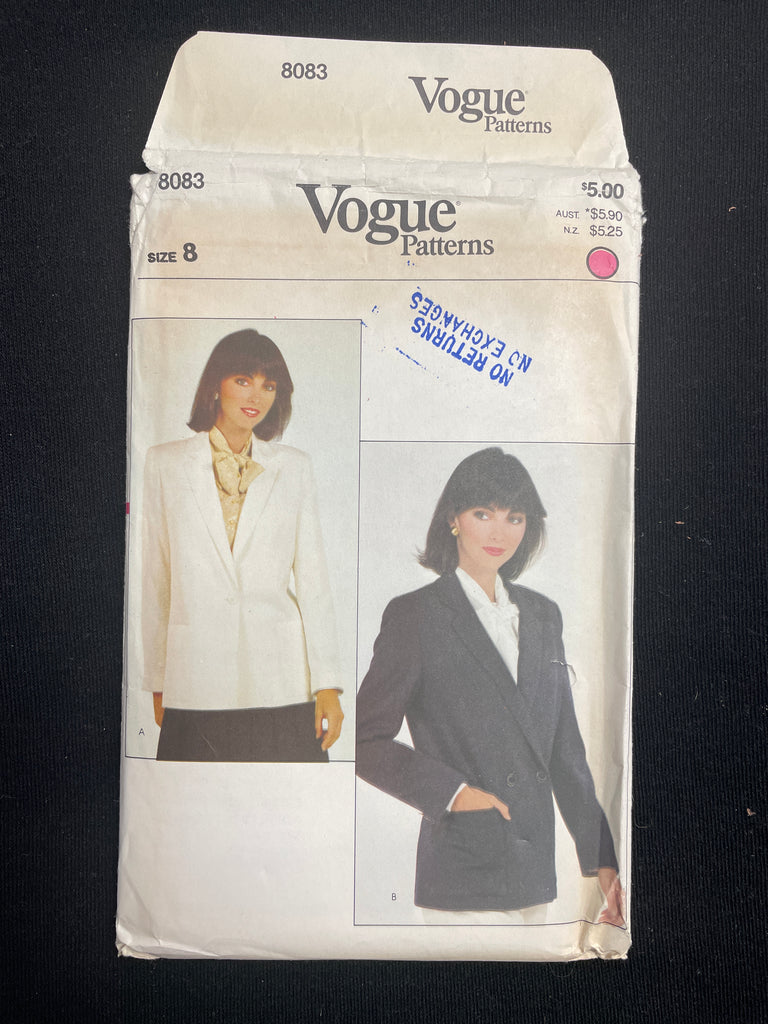 8083
Vogue
Patterns
8083
Vogue
Patterns
SIZE 8
$5.00
AUST. *$5.90
N.Z. $5.25
NO RETURNS
NO EXCHANGES
A
B